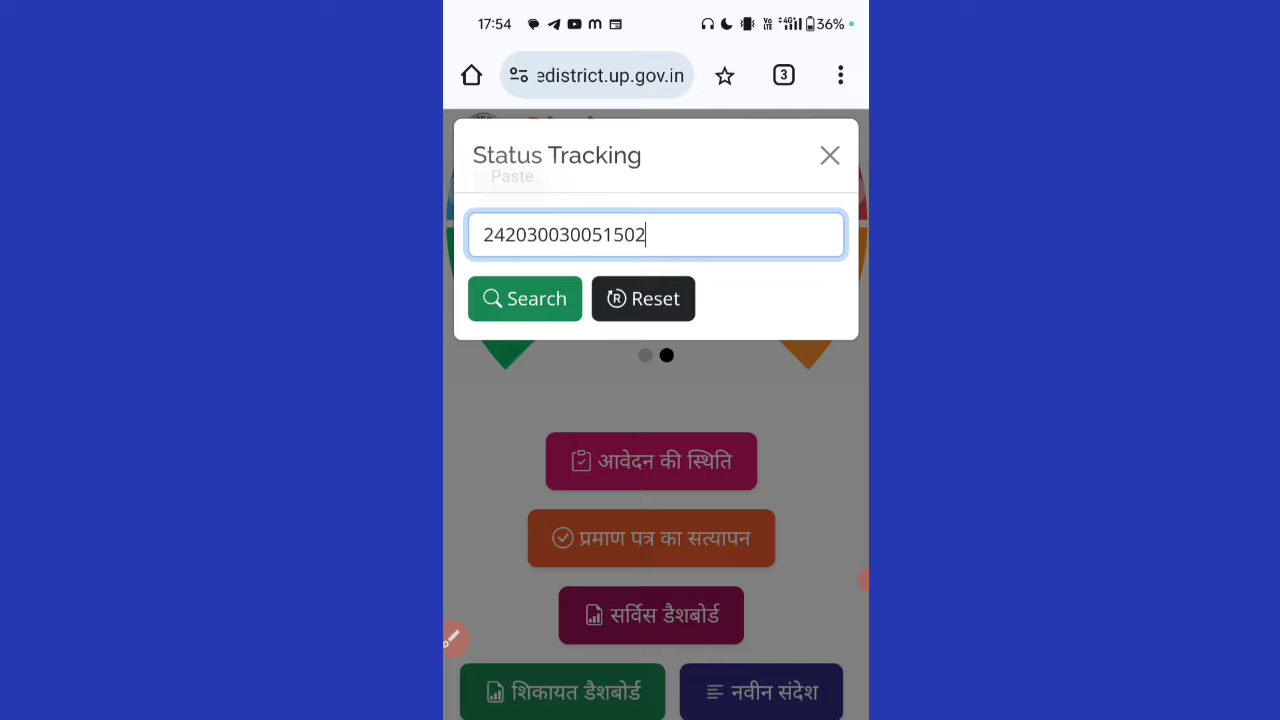 17:54 36%
edistrict.up.gov.in 3
Status Tracking
Paste
242030030051502
Search Reset
आवेदन की स्थिति
प्रमाण पत्र का सत्यापन
सर्विस डैशबोर्ड
शिकायत डैशबोर्ड नवीन संदेश